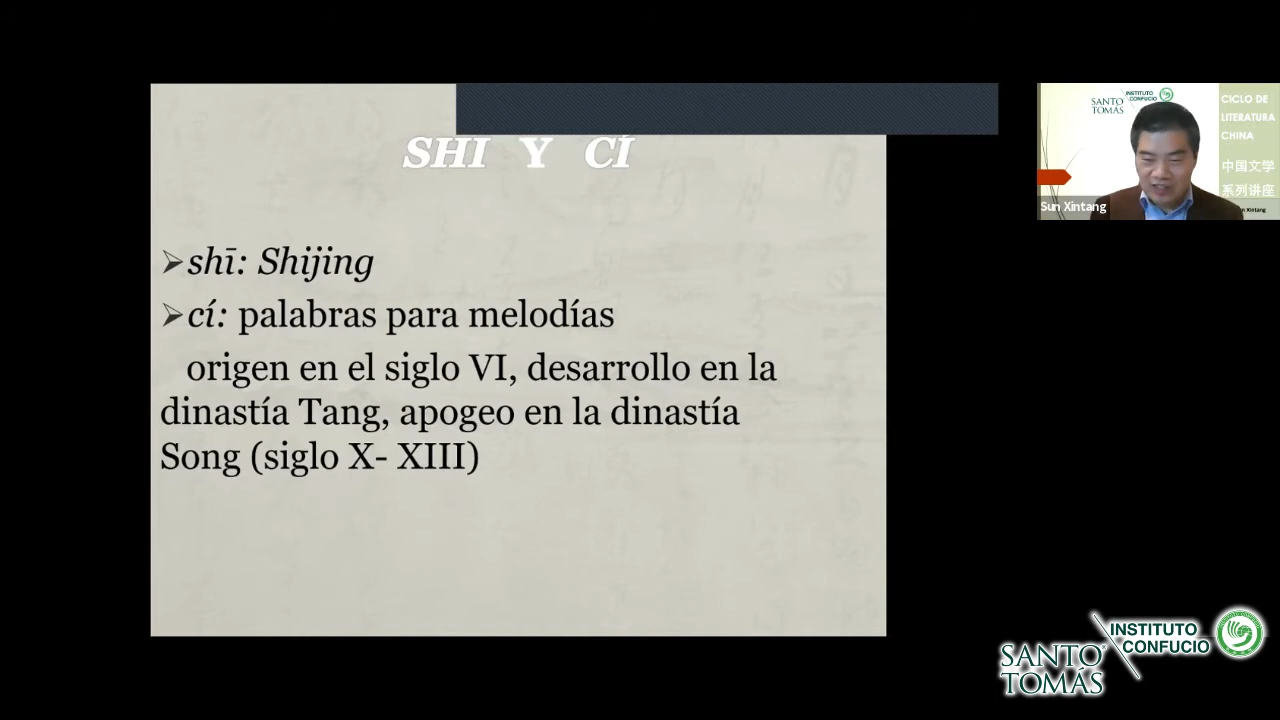 SHI Y CÍ
shī: Shijing
cí: palabras para melodías
origen en el siglo VI, desarrollo en la
dinastía Tang, apogeo en la dinastía
Song (siglo X- XIII)
SANTO
TOMÁS
INSTITUTO
CONFUCIO
CICLO DE
LITERATURA
CHINA
中国文学
系列讲座
Sun Xintang
Xintang
INSTITUTO
CONFUCIO
SANTO
TOMÁS